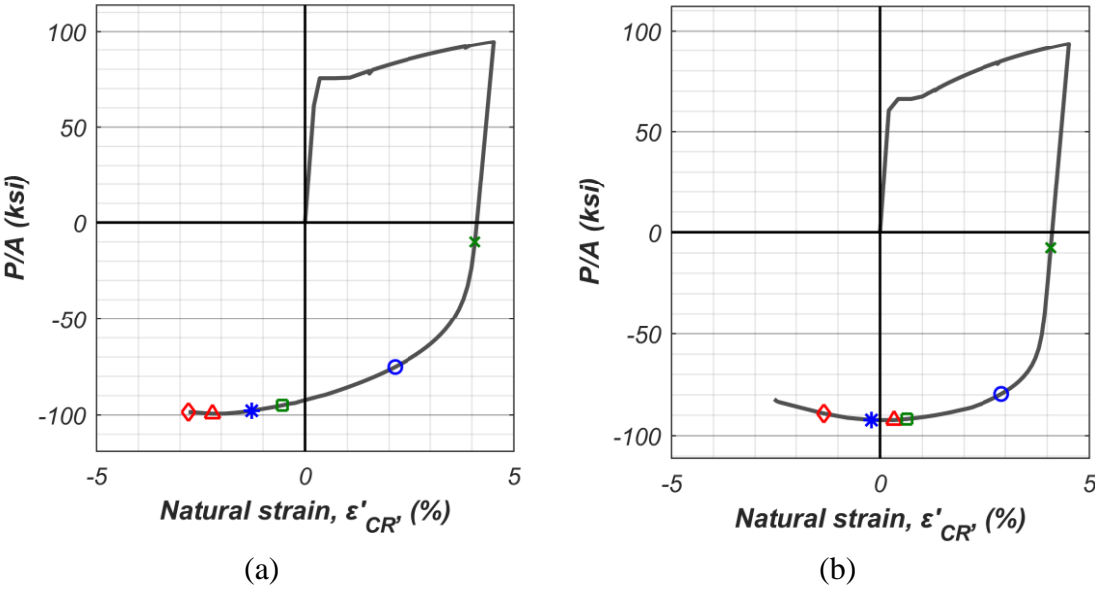 100
50
0
-50
-100
-5
0
5
P/A (ksi)
Natural strain, ε'CR, (%)
(a)
100
50
0
-50
-100
-5
0
5
P/A (ksi)
Natural strain, ε'CR, (%)
(b)